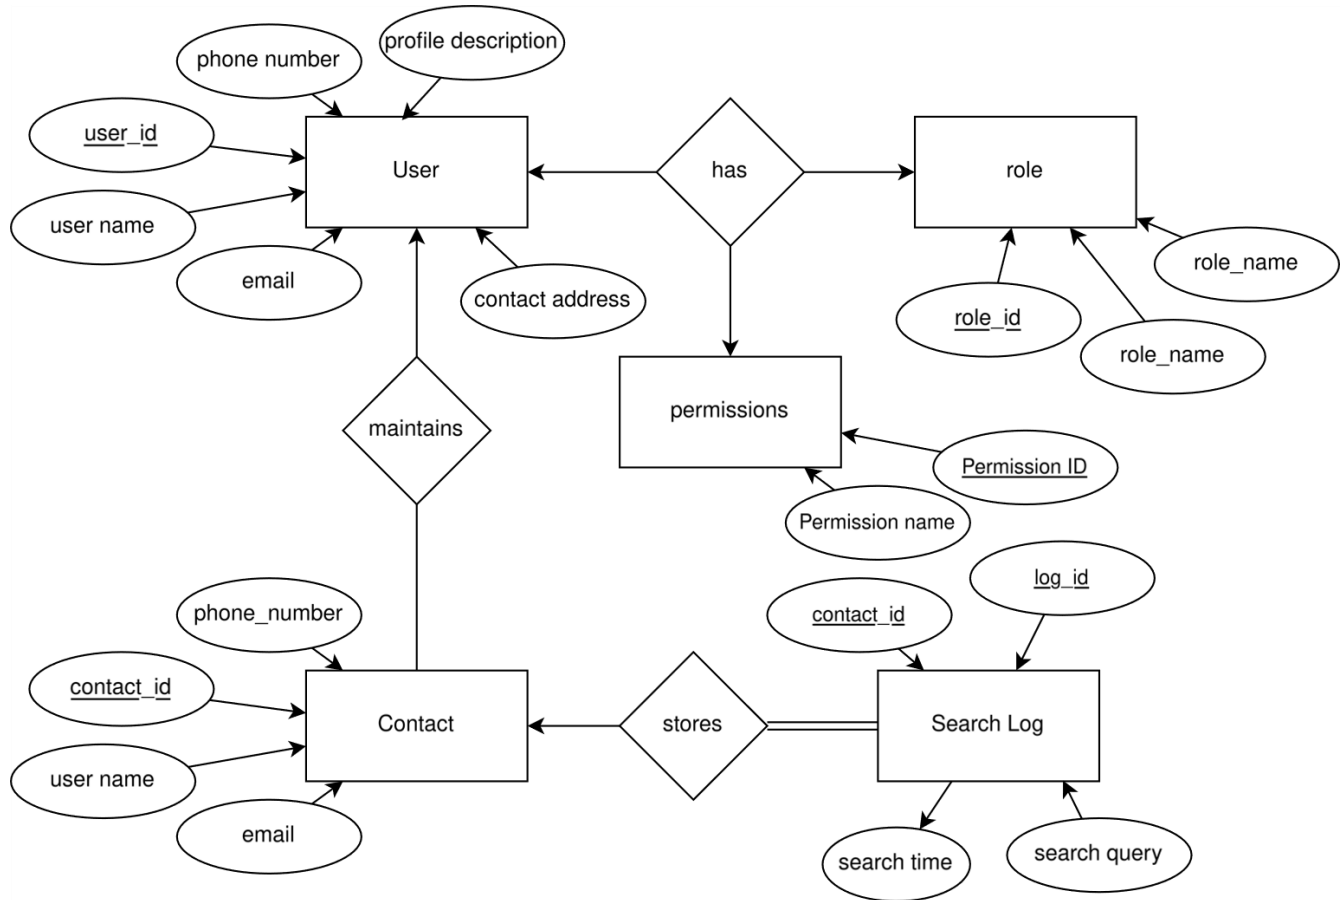 profile description
phone number
user_id
User
has
role
user name
email
contact address
role_name
role_id
role_name
permissions
maintains
Permission ID
Permission name
log_id
phone_number
contact_id
contact_id
Contact
stores
Search Log
user name
email
search time
search query